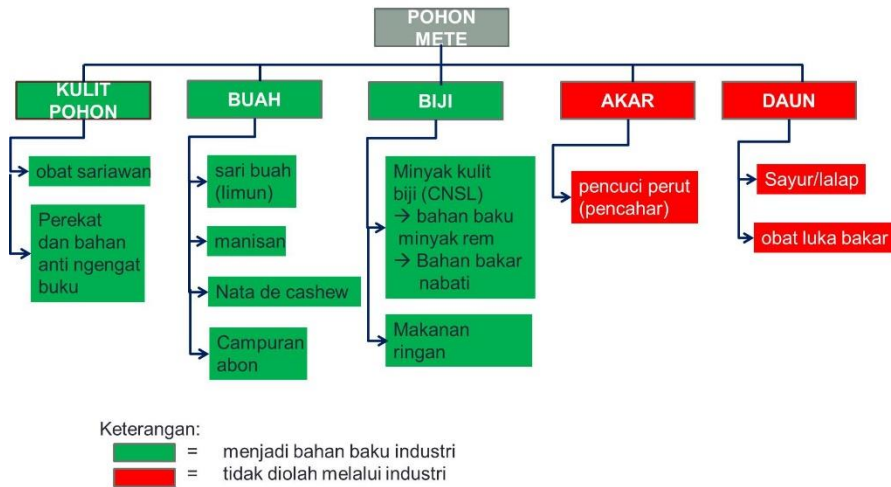 POHON
METE
KULIT
POHON
BUAH
BIJI
AKAR
DAUN
obat sariawan
Perekat
dan bahan
anti ngengat
buku
sari buah
(limun)
manisan
Nata de cashew
Campuran
abon
Minyak kulit
biji (CNSL)
→ bahan baku
minyak rem
→ Bahan bakar
nabati
Makanan
ringan
pencuci perut
(pencahar)
Sayur/lalap
obat luka bakar
Keterangan:
= menjadi bahan baku industri
= tidak diolah melalui industri